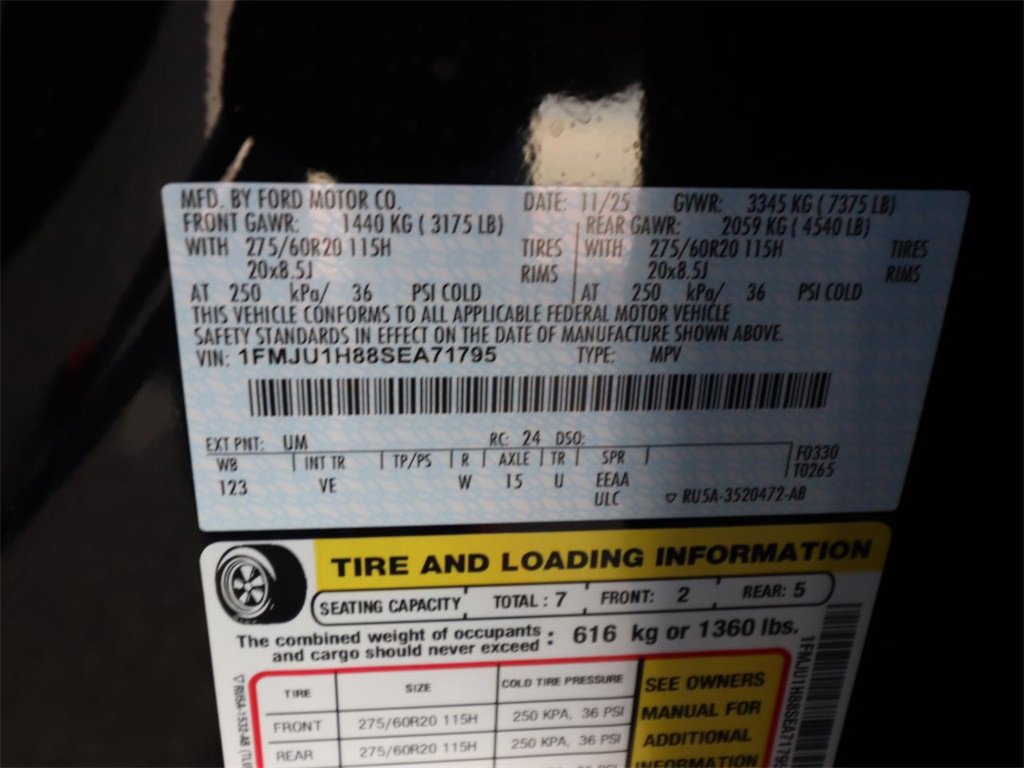 MFD. BY FORD MOTOR CO. DATE: 11/25 GVWR: 3345 KG ( 7375 LB)
FRONT GAWR: 1440 KG ( 3175 LB) REAR GAWR: 2059 KG ( 4540 LB)
WITH 275/60R20 115H TIRES WITH 275/60R20 115H TIRES
20x8.5J RIMS 20x8.5J RIMS
AT 250 kPa/ 36 PSI COLD AT 250 kPa/ 36 PSI COLD
THIS VEHICLE CONFORMS TO ALL APPLICABLE FEDERAL MOTOR VEHICLE
SAFETY STANDARDS IN EFFECT ON THE DATE OF MANUFACTURE SHOWN ABOVE.
VIN: 1FMJU1H88SEA71795 TYPE: MPV
EXT PNT: UM RC: 24 DSO:
WB INT TR TP/PS R AXLE TR SPR F0330
123 VE W 15 U EEAA T0265
ULC ▽ RU5A-3520472-AB
TIRE AND LOADING INFORMATION
SEATING CAPACITY TOTAL : 7 FRONT: 2 REAR: 5
The combined weight of occupants
and cargo should never exceed : 616 kg or 1360 lbs.
TIRE SIZE COLD TIRE PRESSURE
FRONT 275/60R20 115H 250 KPA, 36 PSI
REAR 275/60R20 115H 250 KPA, 36 PSI
SEE OWNERS
MANUAL FOR
ADDITIONAL
INFORMATION
1FMJU1H88SEA71795
▽ RU5A-1532-AB